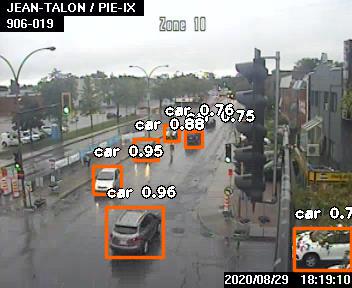 JEAN-TALON / PIE-IX
906-019
Zone 10
car 0.76
car 0.75
car 0.88
car 0.95
car 0.96
car 0.7
2020/08/29 18:19:10